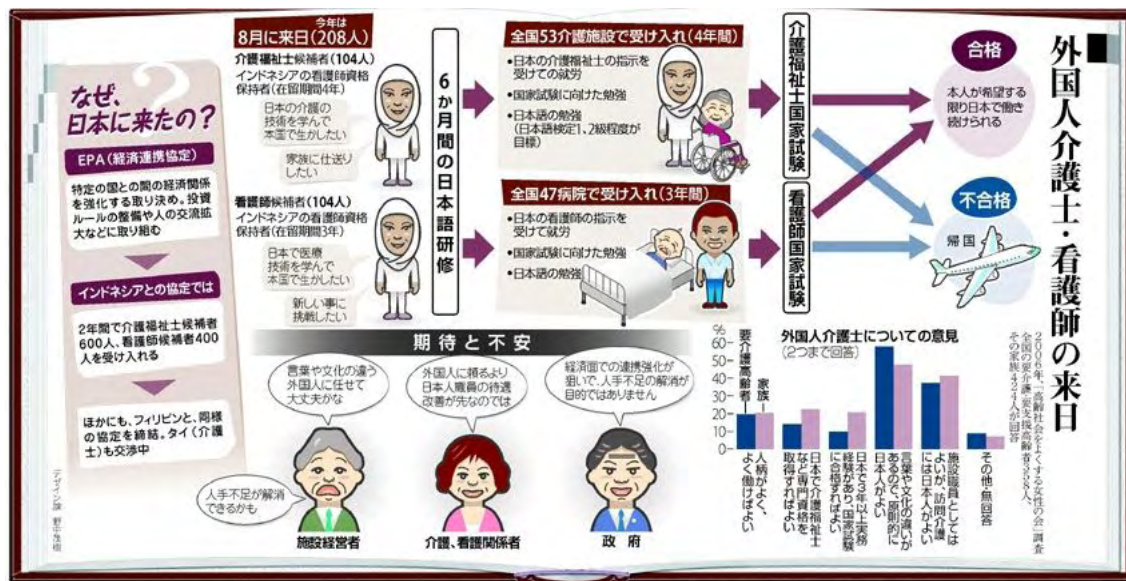 外国人介護士・看護師の来日
なぜ、
日本に来たの?
EPA(経済連携協定)
特定の国との間の経済関係
を強化する取り決め。投資
ルールの整備や人の交流拡
大などに取り組む
インドネシアとの協定では
2年間で介護福祉士候補者
600人、看護師候補者400
人を受け入れる
ほかにも、フィリピンと、同様
の協定を締結。タイ(介護
士)も交渉中
今年は
8月に来日(208人)
介護福祉士候補者(104人)
インドネシアの看護師資格
保持者(在留期間4年)
日本の介護の
技術を学んで
本国で生かしたい
家族に仕送り
したい
看護師候補者(104人)
インドネシアの看護師資格
保持者(在留期間3年)
日本で医療
技術を学んで
本国で生かしたい
新しい事に
挑戦したい
6か月間の日本語研修
全国53介護施設で受け入れ(4年間)
•日本の介護福祉士の指示を
受けての就労
•国家試験に向けた勉強
•日本語の勉強
(日本語検定1、2級程度が
目標)
全国47病院で受け入れ(3年間)
•日本の看護師の指示を
受けて就労
•国家試験に向けた勉強
•日本語の勉強
介護福祉士国家試験
看護師国家試験
合格
本人が希望する
限り日本で働き
続けられる
不合格
帰国
期待と不安
言葉や文化の違う
外国人に任せて
大丈夫かな
人手不足が解消
できるかも
施設経営者
外国人に頼るより
日本人職員の待遇
改善が先なのでは
介護、看護関係者
経済面での連携強化が
狙いで、人手不足の解消が
目的ではありません
政府
外国人介護士についての意見
(2つまで回答)
%
60
50
40
30
20
10
0
要介護高齢者
家族
人柄がよく、
よく働けばよい
日本で介護福祉士
など専門資格を
取得すればよい
日本で3年以上実務
経験があり、国家試験
に合格すればよい
言葉や文化の違いが
あるので、原則的に
日本人がよい
施設職員としては
よいが、訪問介護
には日本人がよい
その他・無回答
2006年、「高齢社会をよくする女性の会」調査
全国の要介護・要支援高齢者328人、
その家族424人が回答